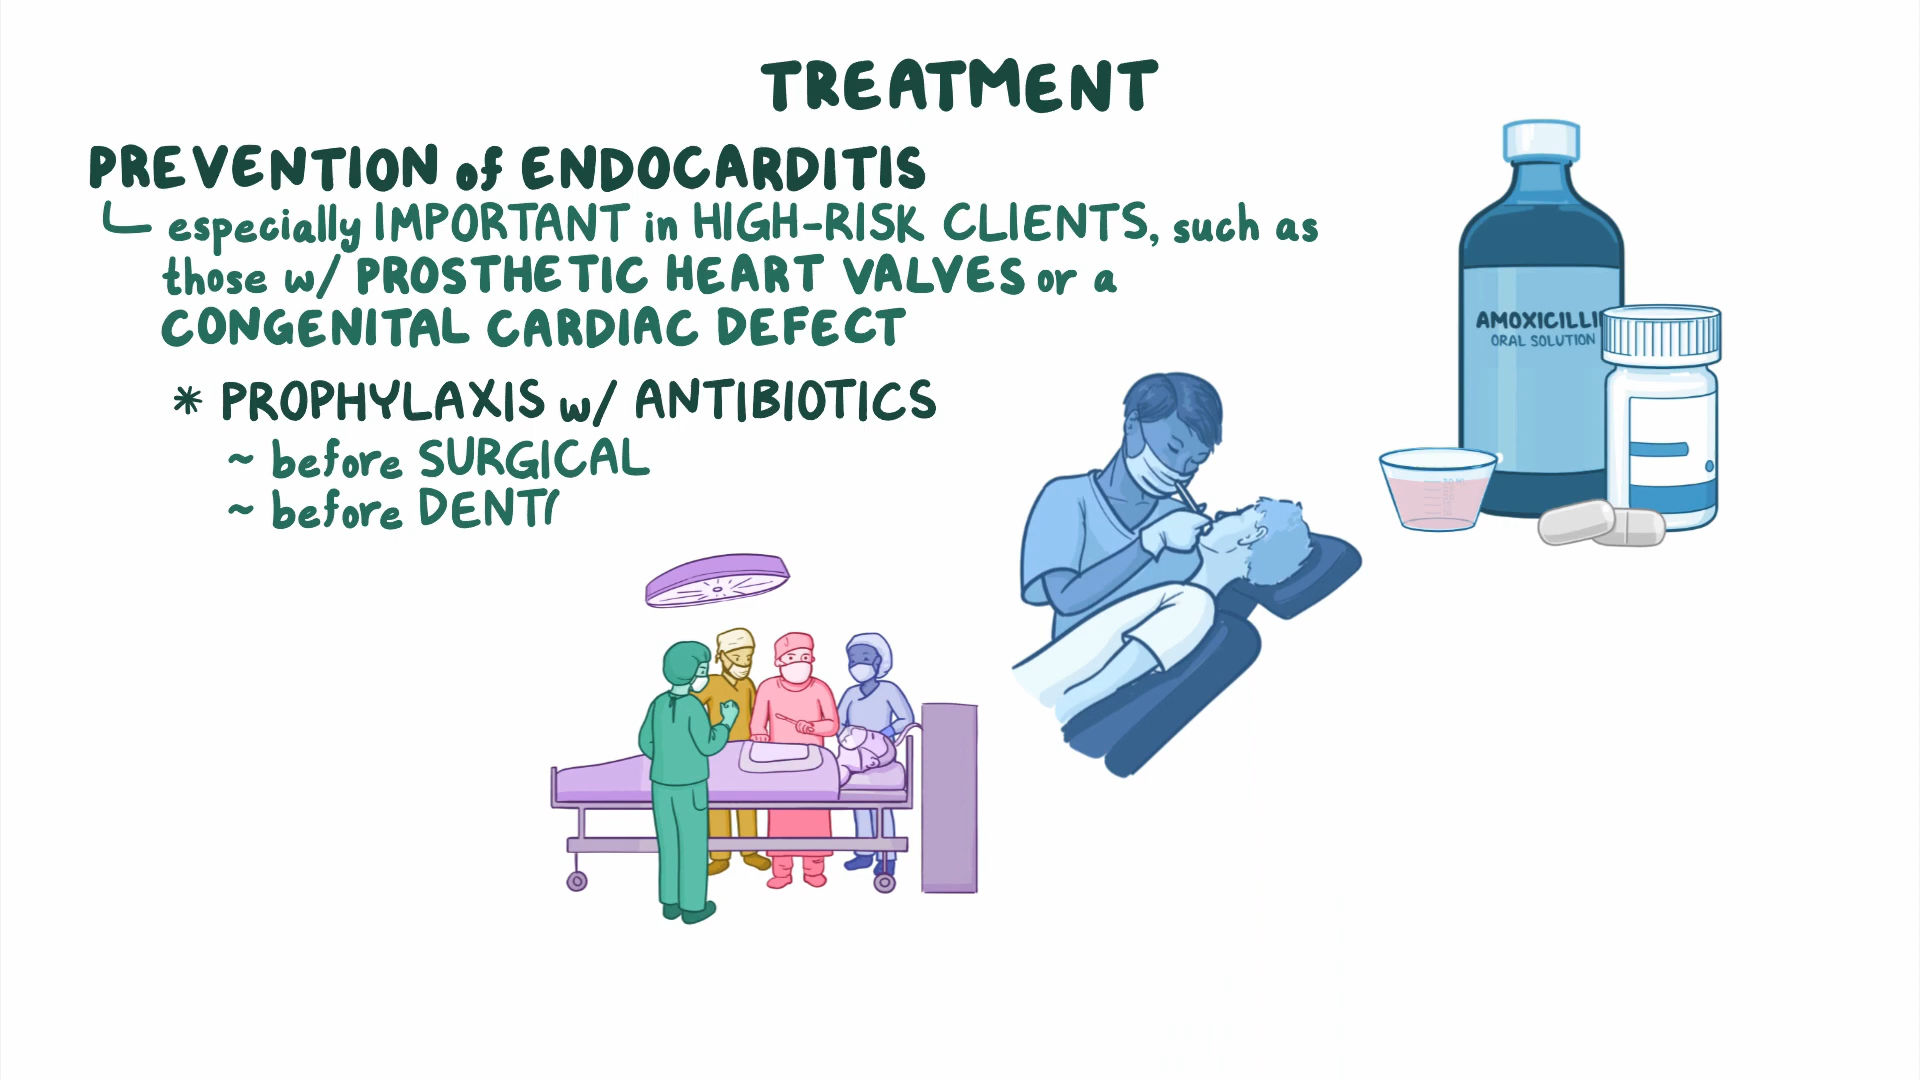 TREATMENT
PREVENTION of ENDOCARDITIS
especially IMPORTANT in HIGH-RISK CLIENTS, such as
those w/ PROSTHETIC HEART VALVES or a
CONGENITAL CARDIAC DEFECT
* PROPHYLAXIS w/ ANTIBIOTICS
~ before SURGICAL
~ before DENT
AMOXICILLI
ORAL SOLUTION